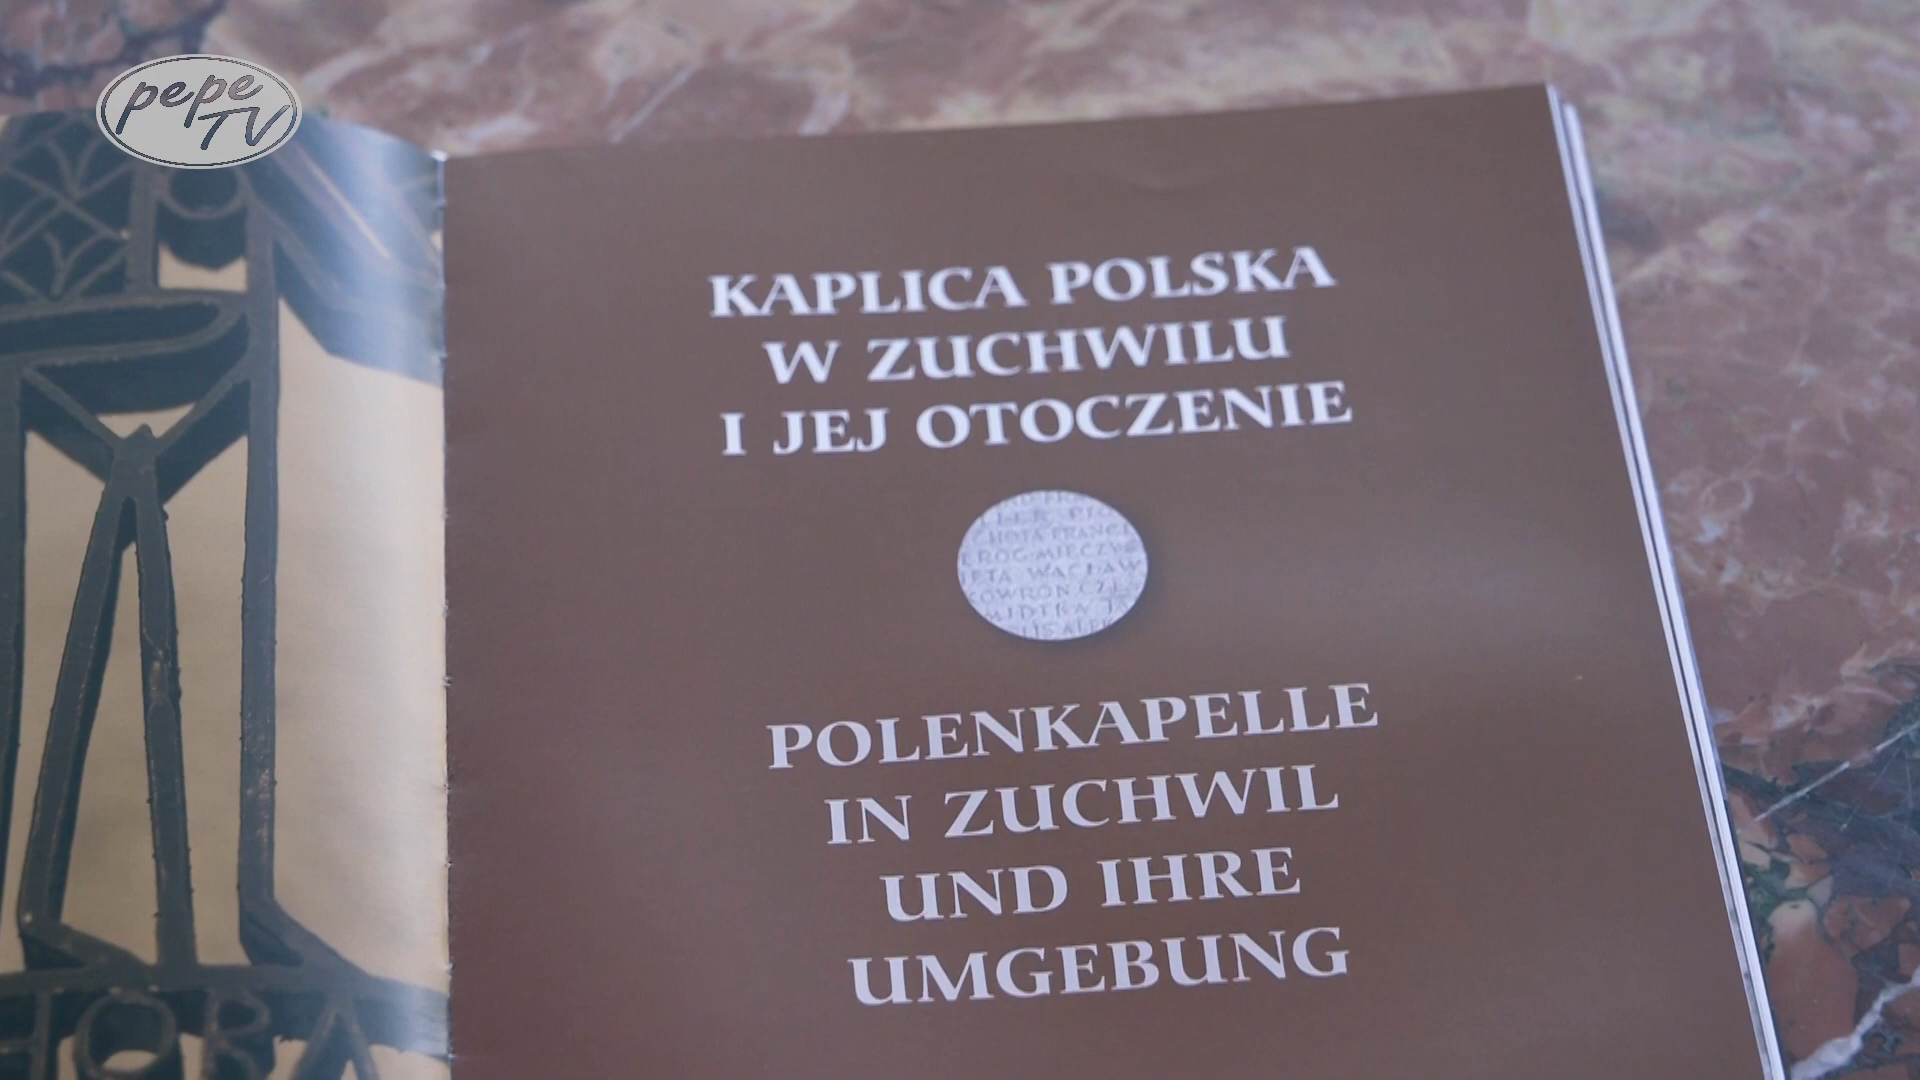 pepe
TV
KAPLICA POLSKA
W ZUCHWILU
I JEJ OTOCZENIE
POLENKAPELLE
IN ZUCHWIL
UND IHRE
UMGEBUNG